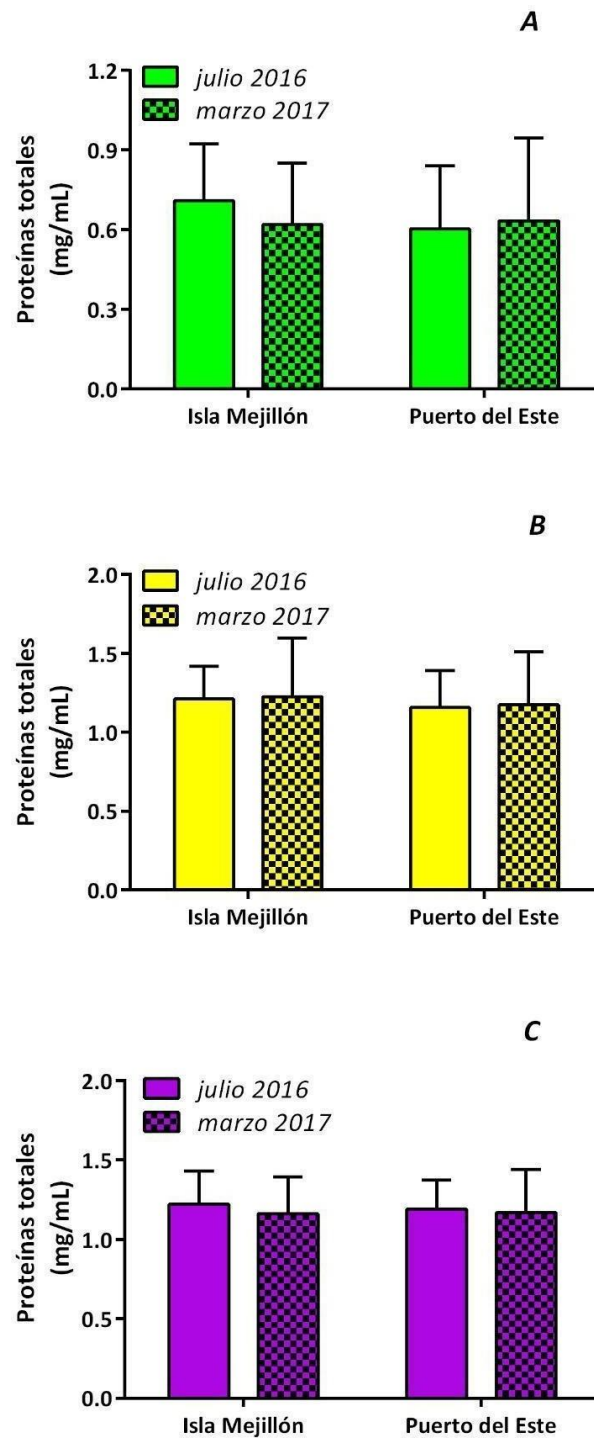 A
julio 2016
marzo 2017
Proteínas totales
(mg/mL)
1.2
0.9
0.6
0.3
0.0
Isla Mejillón Puerto del Este
B
julio 2016
marzo 2017
Proteínas totales
(mg/mL)
2.0
1.5
1.0
0.5
0.0
Isla Mejillón Puerto del Este
C
julio 2016
marzo 2017
Proteínas totales
(mg/mL)
2.0
1.5
1.0
0.5
0.0
Isla Mejillón Puerto del Este